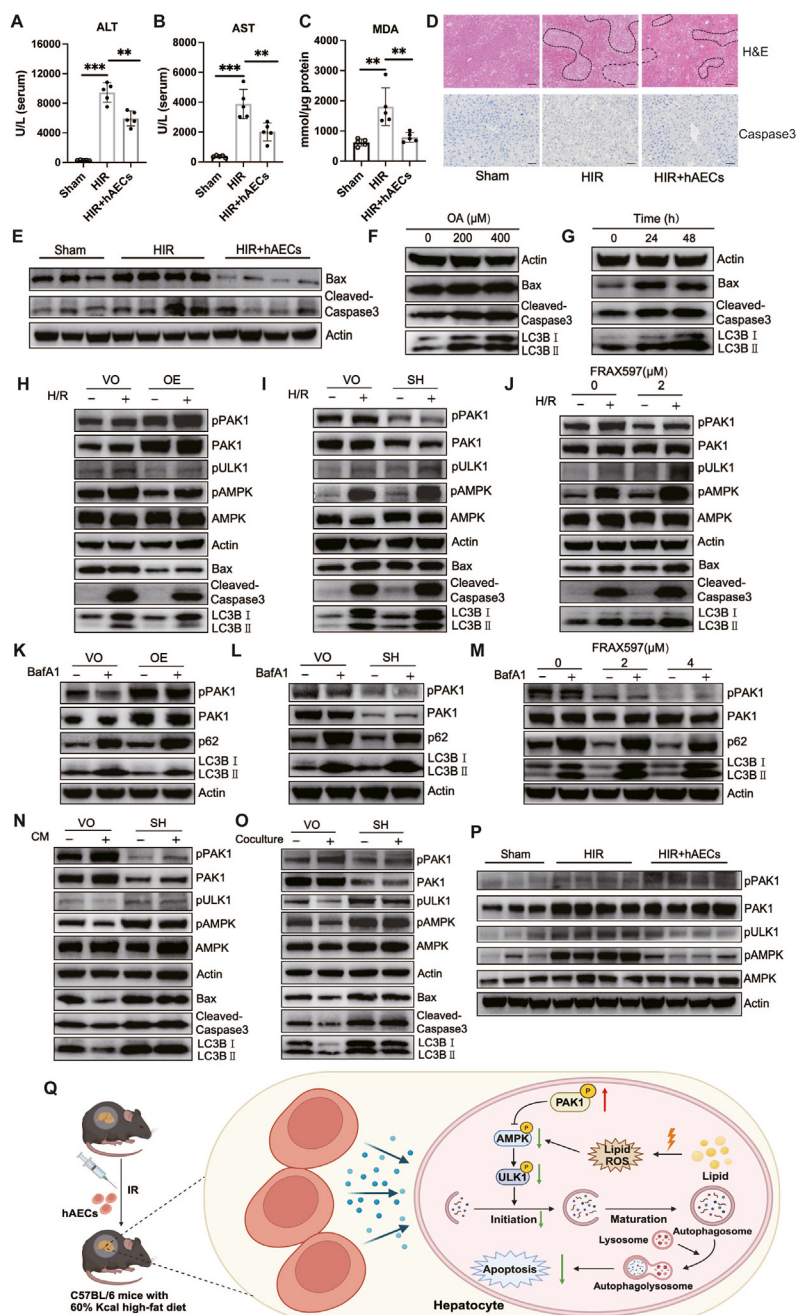 A
ALT
U/L (serum)
12000
9000
6000
3000
0
***
**
Sham
HIR
HIR+hAECs
B
AST
U/L (serum)
8000
6000
4000
2000
0
***
**
Sham
HIR
HIR+hAECs
C
MDA
mmol/μg protein
4000
3000
2000
1000
0
**
**
Sham
HIR
HIR+hAECs
D
H&E
Caspase3
Sham HIR HIR+hAECs
E
Sham HIR HIR+hAECs
Bax
Cleaved-
Caspase3
Actin
F
OA (μM)
0 200 400
Actin
Bax
Cleaved-
Caspase3
LC3B Ⅰ
LC3B Ⅱ
G
Time (h)
0 24 48
Actin
Bax
Cleaved-
Caspase3
LC3B Ⅰ
LC3B Ⅱ
H
VO OE
H/R − + − +
pPAK1
PAK1
pULK1
pAMPK
AMPK
Actin
Bax
Cleaved-
Caspase3
LC3B Ⅰ
LC3B Ⅱ
I
VO SH
H/R − + − +
pPAK1
PAK1
pULK1
pAMPK
AMPK
Actin
Bax
Cleaved-
Caspase3
LC3B Ⅰ
LC3B Ⅱ
J
FRAX597(μM)
0 2
H/R − + − +
pPAK1
PAK1
pULK1
pAMPK
AMPK
Actin
Bax
Cleaved-
Caspase3
LC3B Ⅰ
LC3B Ⅱ
K
VO OE
BafA1 − + − +
pPAK1
PAK1
p62
LC3B Ⅰ
LC3B Ⅱ
Actin
L
VO SH
BafA1 − + − +
pPAK1
PAK1
p62
LC3B Ⅰ
LC3B Ⅱ
Actin
M
FRAX597(μM)
0 2 4
BafA1 − + − + − +
pPAK1
PAK1
p62
LC3B Ⅰ
LC3B Ⅱ
Actin
N
VO SH
CM − + − +
pPAK1
PAK1
pULK1
pAMPK
AMPK
Actin
Bax
Cleaved-
Caspase3
LC3B Ⅰ
LC3B Ⅱ
O
VO SH
Coculture − + − +
pPAK1
PAK1
pULK1
pAMPK
AMPK
Actin
Bax
Cleaved-
Caspase3
LC3B Ⅰ
LC3B Ⅱ
P
Sham HIR HIR+hAECs
pPAK1
PAK1
pULK1
pAMPK
AMPK
Actin
Q
IR
hAECs
C57BL/6 mice with
60% Kcal high-fat diet
P
PAK1
P
AMPK
P
ULK1
Lipid
ROS
Lipid
Initiation
Maturation
Autophagosome
Lysosome
Autophagolysosome
Apoptosis
Hepatocyte